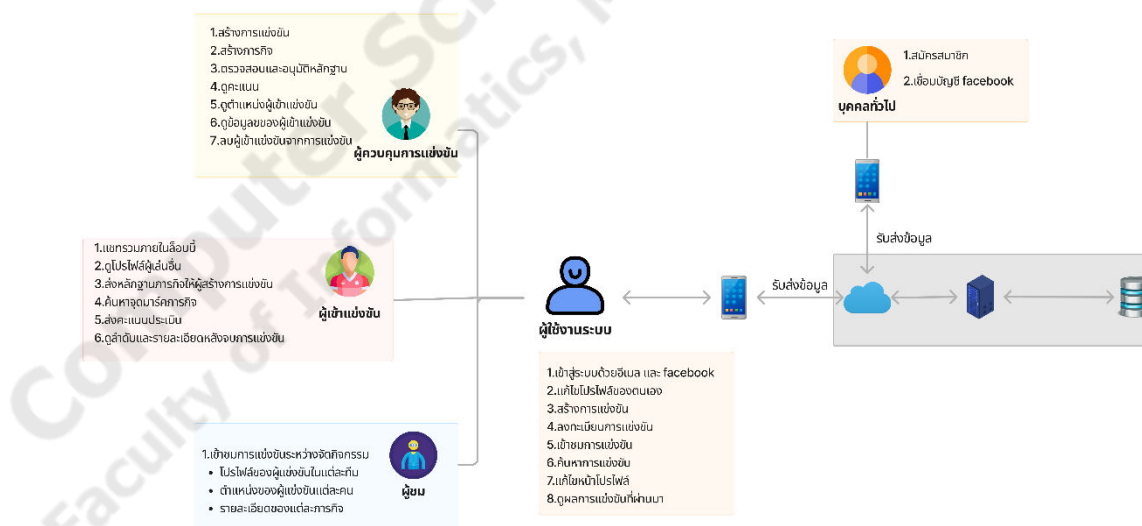 1.สร้างการแข่งขัน
2.สร้างภารกิจ
3.ตรวจสอบและอนุมัติหลักฐาน
4.ดูคะแนน
5.ดูตำแหน่งผู้เข้าแข่งขัน
6.ดูข้อมูลขของผู้เข้าแข่งขัน
7.ลบผู้เข้าแข่งขันจากการแข่งขัน
ผู้ควบคุมการแข่งขัน
1.สมัครสมาชิก
2.เชื่อมบัญชี facebook
บุคคลทั่วไป
รับส่งข้อมูล
1.แชทรวมภายในล็อบบี้
2.ดูโปรไฟล์ผู้เล่นอื่น
3.ส่งหลักฐานภารกิจให้ผู้สร้างการแข่งขัน
4.ค้นหาจุดมาร์คภารกิจ
5.ส่งคะแนนประเมิน
6.ดูลำดับและรายละเอียดหลังจบการแข่งขัน
ผู้เข้าแข่งขัน
รับส่งข้อมูล
ผู้ใช้งานระบบ
1.เข้าสู่ระบบด้วยอีเมล และ facebook
2.แก้ไขโปรไฟล์ของตนเอง
3.สร้างการแข่งขัน
4.ลงทะเบียนการแข่งขัน
5.เข้าชมการแข่งขัน
6.ค้นหาการแข่งขัน
7.แก้ไขหน้าโปรไฟล์
8.ดูผลการแข่งขันที่ผ่านมา
1.เข้าชมการแข่งขันระหว่างจัดกิจกรรม
• โปรไฟล์ของผู้แข่งขันในแต่ละทีม
• ตำแหน่งของผู้แข่งขันแต่ละคน
• รายละเอียดของแต่ละภารกิจ
ผู้ชม
Computer Sc
Faculty of Informatics, M